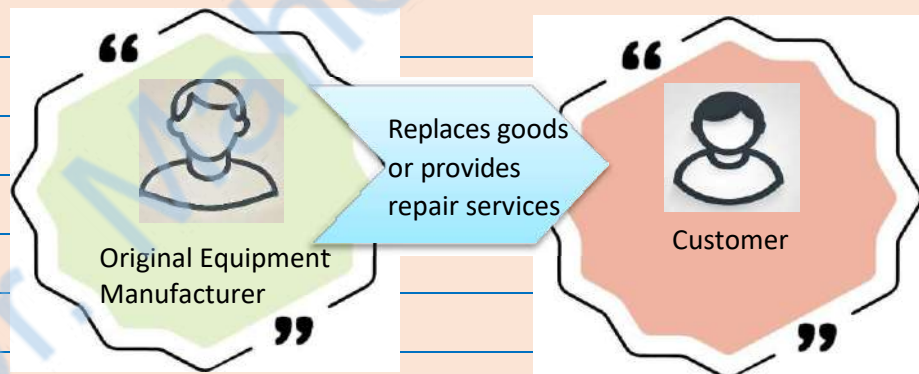 Original Equipment
Manufacturer
Replaces goods
or provides
repair services
Customer